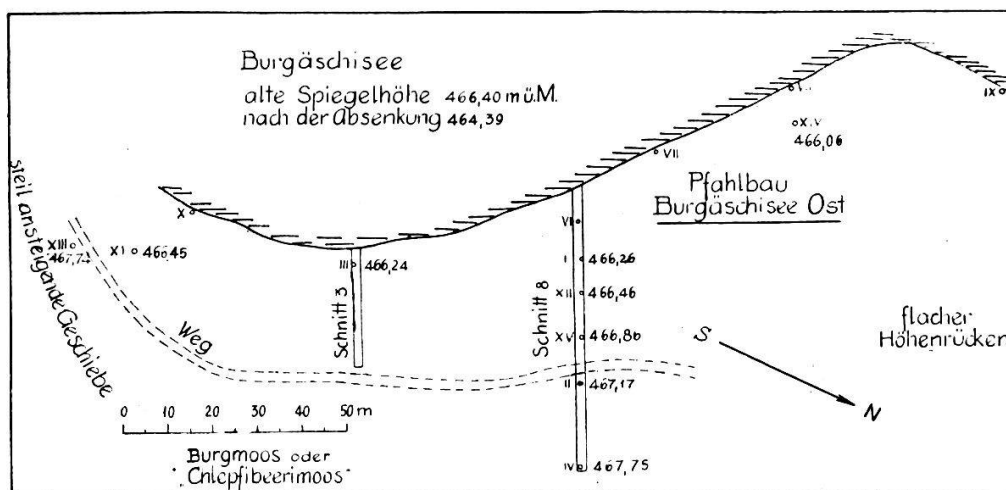 Burgäschisee
alte Spiegelhöhe 466,40 m ü.M.
nach der Absenkung 464,39
IX
X.V
466,06
VII
Pfahlbau
Burgäschisee Ost
steil ansteigende Geschiebe
X
VI
XIII
467,74
XI 466,45
III 466,24
I 466,26
XII 466,46
XV 466,86
II 467,17
IV 467,75
Schnitt 3
Schnitt 8
Weg
S
N
flacher
Höhenrücken
0 10 20 30 40 50 m
Burgmoos oder
"Chlepfibeerimoos"